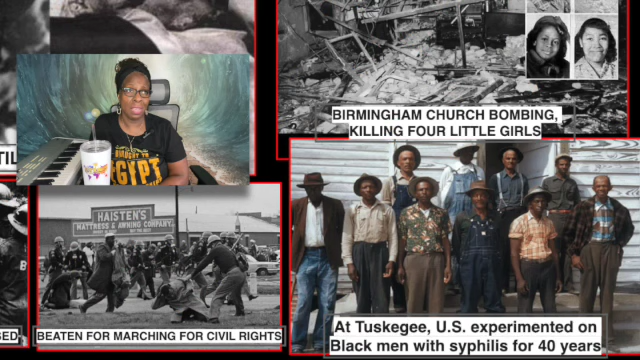 BIRMINGHAM CHURCH BOMBING,
KILLING FOUR LITTLE GIRLS
EGYPT
HAISTEN'S
MATTRESS & AWNING COMPANY
BEATEN FOR MARCHING FOR CIVIL RIGHTS
At Tuskegee, U.S. experimented on
Black men with syphilis for 40 years